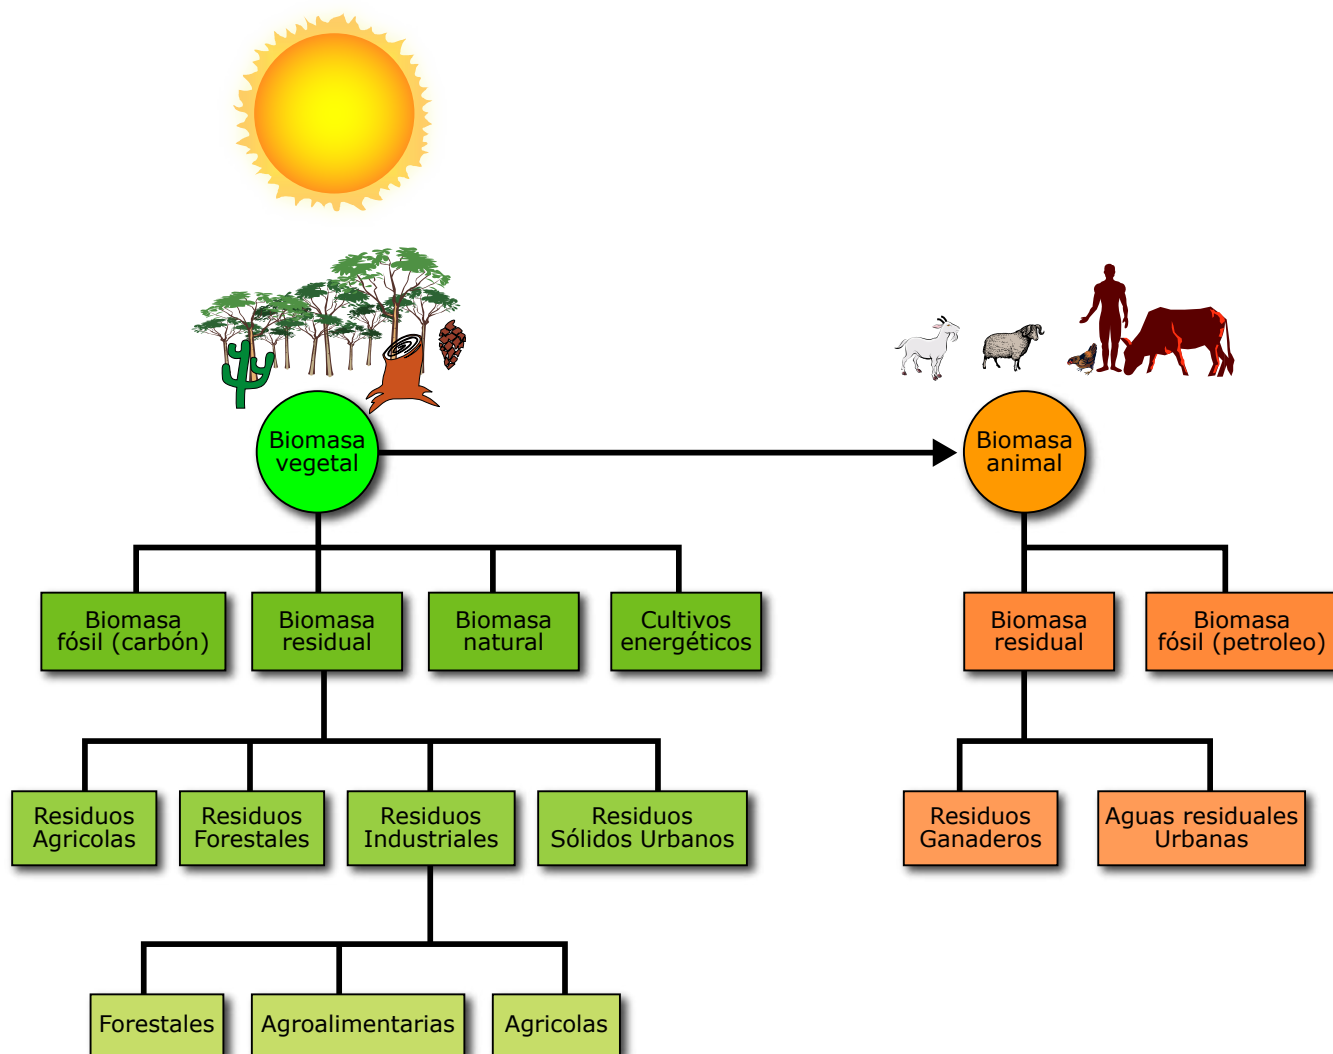 Biomasa
vegetal
Biomasa
animal
Biomasa
fósil (carbón)
Biomasa
residual
Biomasa
natural
Cultivos
energéticos
Biomasa
residual
Biomasa
fósil (petroleo)
Residuos
Agricolas
Residuos
Forestales
Residuos
Industriales
Residuos
Sólidos Urbanos
Residuos
Ganaderos
Aguas residuales
Urbanas
Forestales
Agroalimentarias
Agricolas